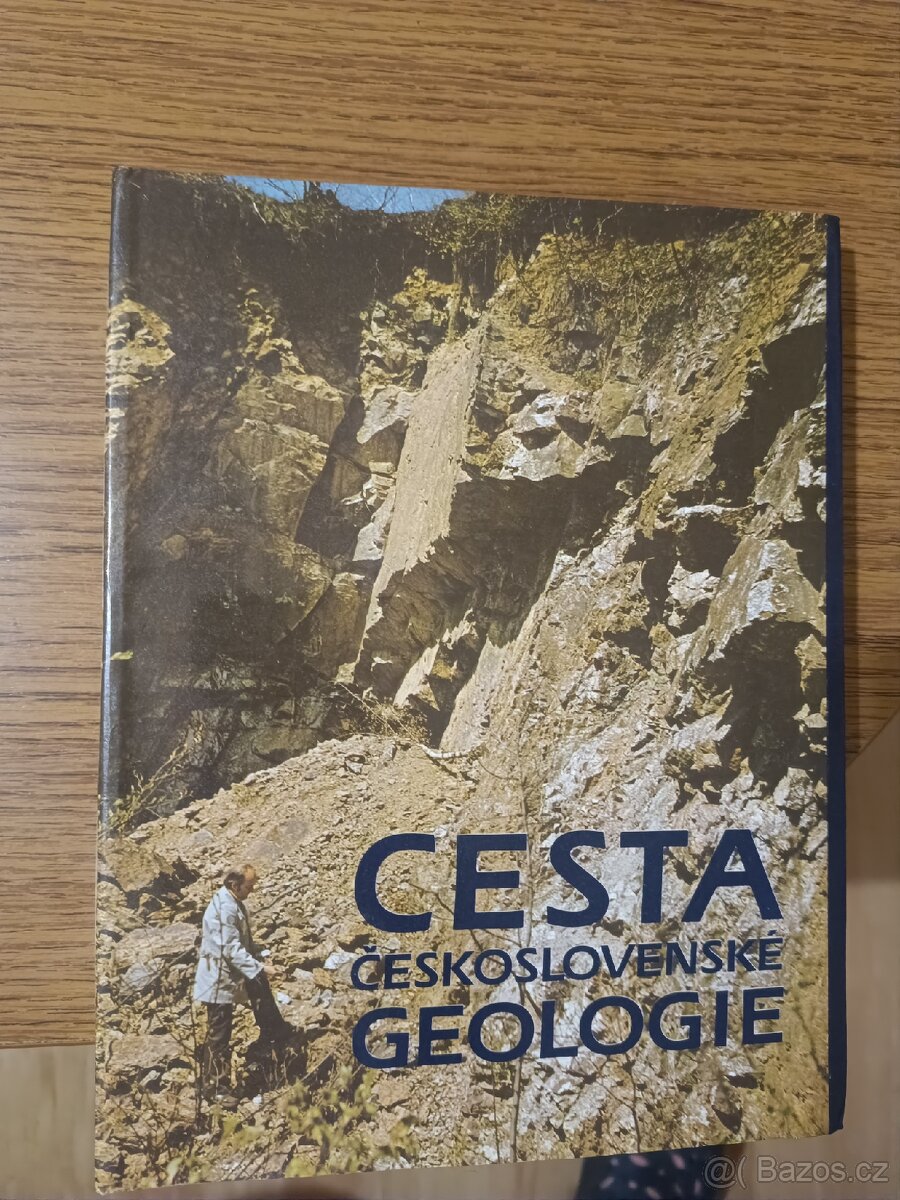 CESTA
ČESKOSLOVENSKÉ
GEOLOGIE
@( Bazos.cz